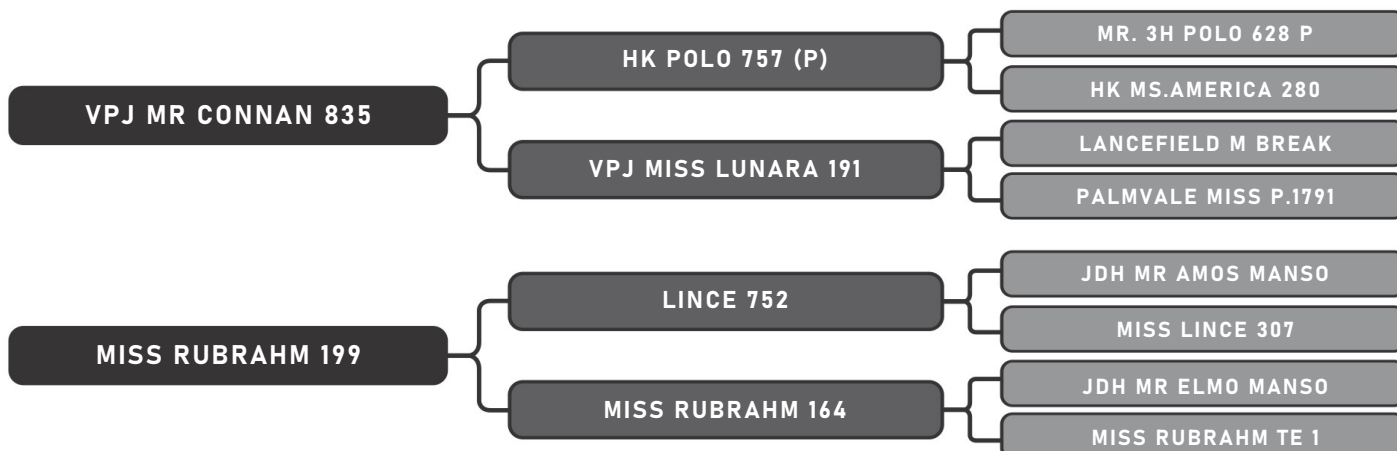 VPJ MR CONNAN 835
HK POLO 757 (P)
MR. 3H POLO 628 P
HK MS.AMERICA 280
VPJ MISS LUNARA 191
LANCEFIELD M BREAK
PALMVALE MISS P.1791
MISS RUBRAHM 199
LINCE 752
JDH MR AMOS MANSO
MISS LINCE 307
MISS RUBRAHM 164
JDH MR ELMO MANSO
MISS RUBRAHM TE 1